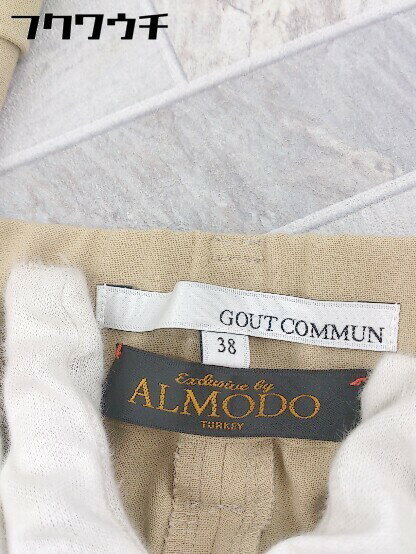 フクワウチ
GOUT COMMUN
38
Exclusive by
ALMODO
TURKEY